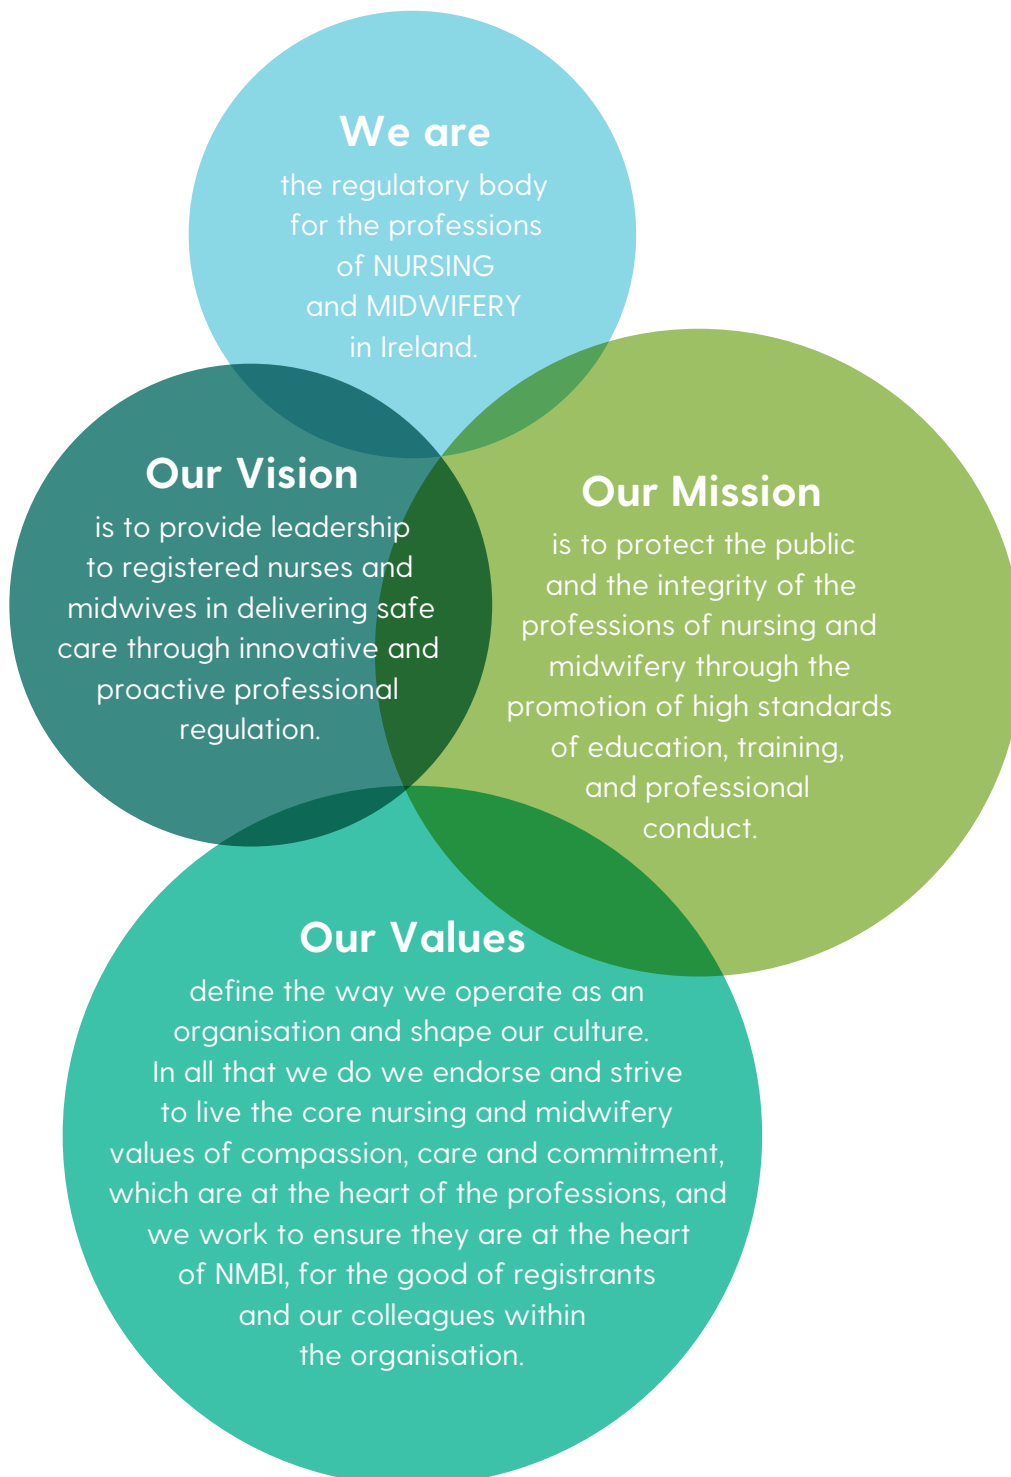 We are
the regulatory body
for the professions
of NURSING
and MIDWIFERY
in Ireland.
Our Vision
is to provide leadership
to registered nurses and
midwives in delivering safe
care through innovative and
proactive professional
regulation.
Our Mission
is to protect the public
and the integrity of the
professions of nursing and
midwifery through the
promotion of high standards
of education, training,
and professional
conduct.
Our Values
define the way we operate as an
organisation and shape our culture.
In all that we do we endorse and strive
to live the core nursing and midwifery
values of compassion, care and commitment,
which are at the heart of the professions, and
we work to ensure they are at the heart
of NMBI, for the good of registrants
and our colleagues within
the organisation.